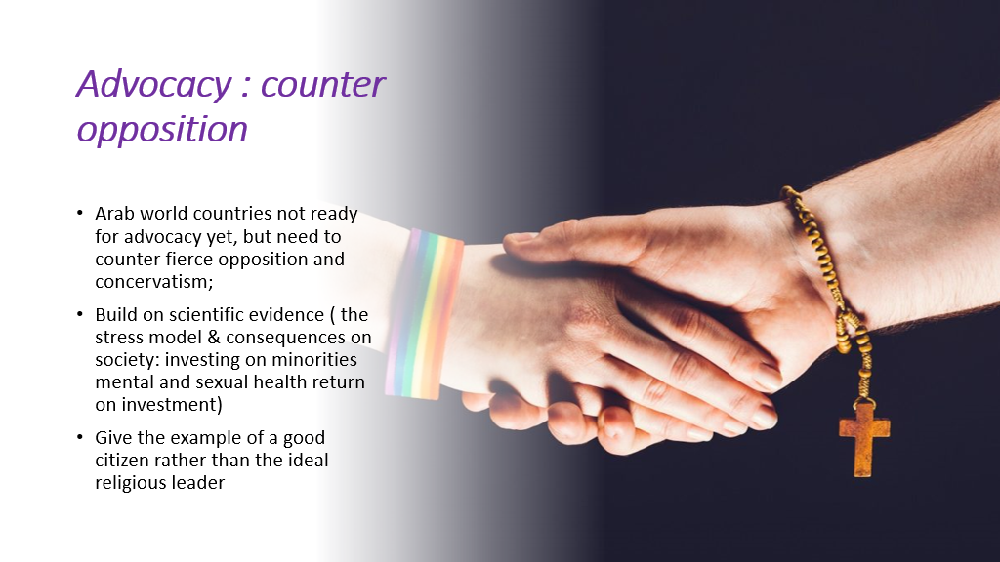 Advocacy : counter
opposition
• Arab world countries not ready
for advocacy yet, but need to
counter fierce opposition and
concervatism;
• Build on scientific evidence ( the
stress model & consequences on
society: investing on minorities
mental and sexual health return
on investment)
• Give the example of a good
citizen rather than the ideal
religious leader